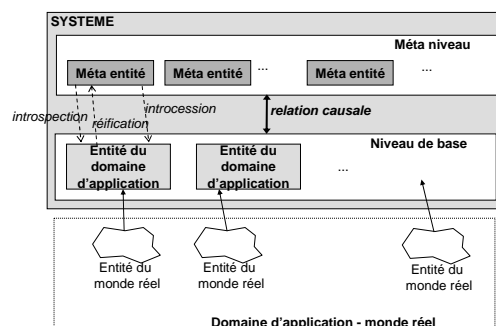 SYSTEME
Méta niveau
Méta entité
Méta entité
...
Méta entité
...
introspection
réification
introcession
relation causale
Niveau de base
Entité du
domaine
d'application
Entité du
domaine
d'application
...
Entité du
monde réel
Entité du
monde réel
Entité du
monde réel
Domaine d'application - monde réel